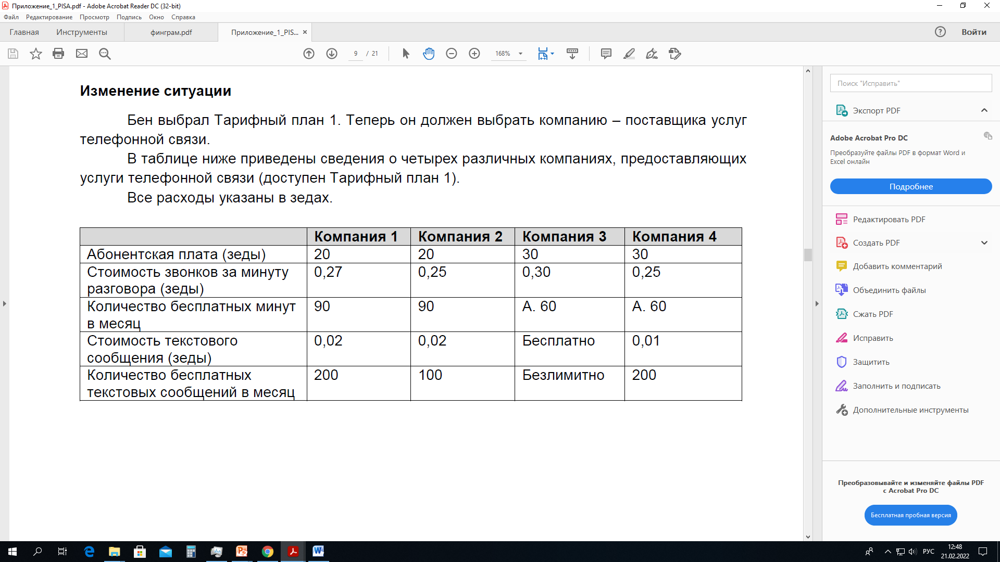 Приложение_1_PISA.pdf - Adobe Acrobat Reader DC (32-bit)
Файл Редактирование Просмотр Подпись Окно Справка
Главная Инструменты финграм.pdf Приложение_1_PIS... × ? Войти
9 / 21 168%
Изменение ситуации
Бен выбрал Тарифный план 1. Теперь он должен выбрать компанию – поставщика услуг
телефонной связи.
В таблице ниже приведены сведения о четырех различных компаниях, предоставляющих
услуги телефонной связи (доступен Тарифный план 1).
Все расходы указаны в зедах.
Компания 1 Компания 2 Компания 3 Компания 4
Абонентская плата (зеды) 20 20 30 30
Стоимость звонков за минуту 0,27 0,25 0,30 0,25
разговора (зеды)
Количество бесплатных минут 90 90 А. 60 А. 60
в месяц
Стоимость текстового 0,02 0,02 Бесплатно 0,01
сообщения (зеды)
Количество бесплатных 200 100 Безлимитно 200
текстовых сообщений в месяц
Поиск "Исправить"
Экспорт PDF
Adobe Acrobat Pro DC
Преобразуйте файлы PDF в формат Word и
Excel онлайн
Подробнее
Редактировать PDF
Создать PDF
Добавить комментарий
Объединить файлы
Сжать PDF
Исправить
Защитить
Заполнить и подписать
Дополнительные инструменты
Преобразовывайте и изменяйте файлы PDF
с Acrobat Pro DC
Бесплатная пробная версия
РУС 12:48
21.02.2022